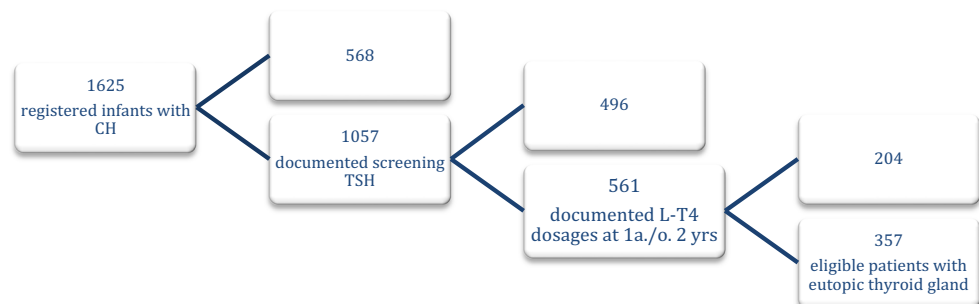 1625
registered infants with
CH
568
1057
documented screening
TSH
496
561
documented L-T4
dosages at 1a./o. 2 yrs
204
357
eligible patients with
eutopic thyroid gland